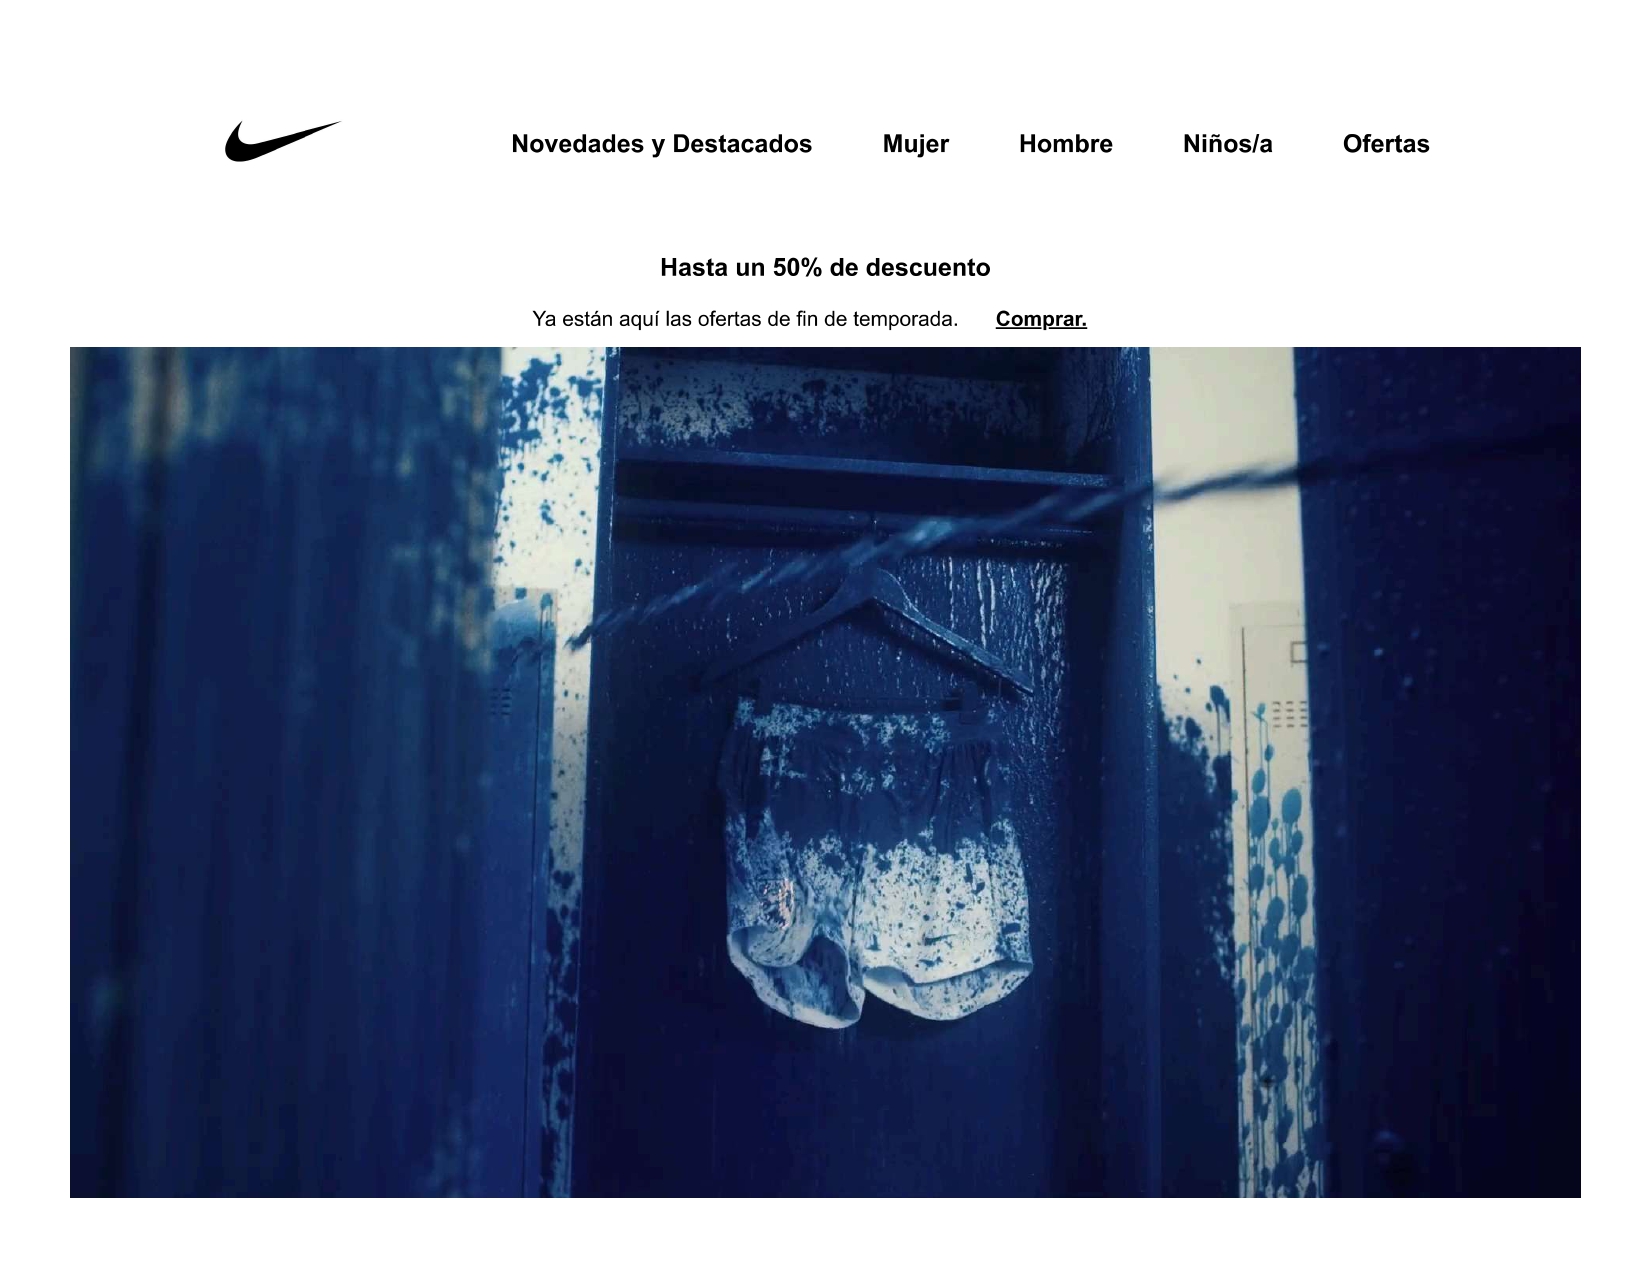 Novedades y Destacados Mujer Hombre Niños/a Ofertas
Hasta un 50% de descuento
Ya están aquí las ofertas de fin de temporada. Comprar.